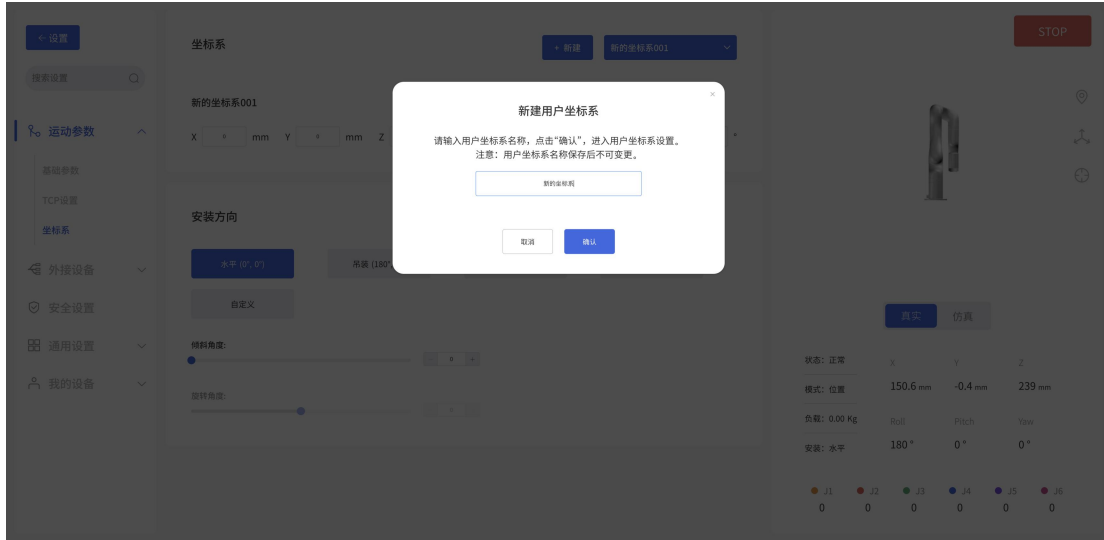 ← 设置
搜索设置
运动参数
基础参数
TCP设置
坐标系
外接设备
安全设置
通用设置
我的设备
坐标系
+ 新建
新的坐标系001
新的坐标系001
X 0 mm Y 0 mm Z
°
×
新建用户坐标系
请输入用户坐标系名称，点击“确认”，进入用户坐标系设置。
注意：用户坐标系名称保存后不可变更。
新的坐标系
取消
确认
安装方向
水平 (0°, 0°)
吊装 (180°,
自定义
倾斜角度:
- 0 +
旋转角度:
0
STOP
真实
仿真
状态：正常
模式：位置
负载：0.00 Kg
安装：水平
X Y Z
150.6 mm -0.4 mm 239 mm
Roll Pitch Yaw
180 ° 0 ° 0 °
J1 J2 J3 J4 J5 J6
0 0 0 0 0 0